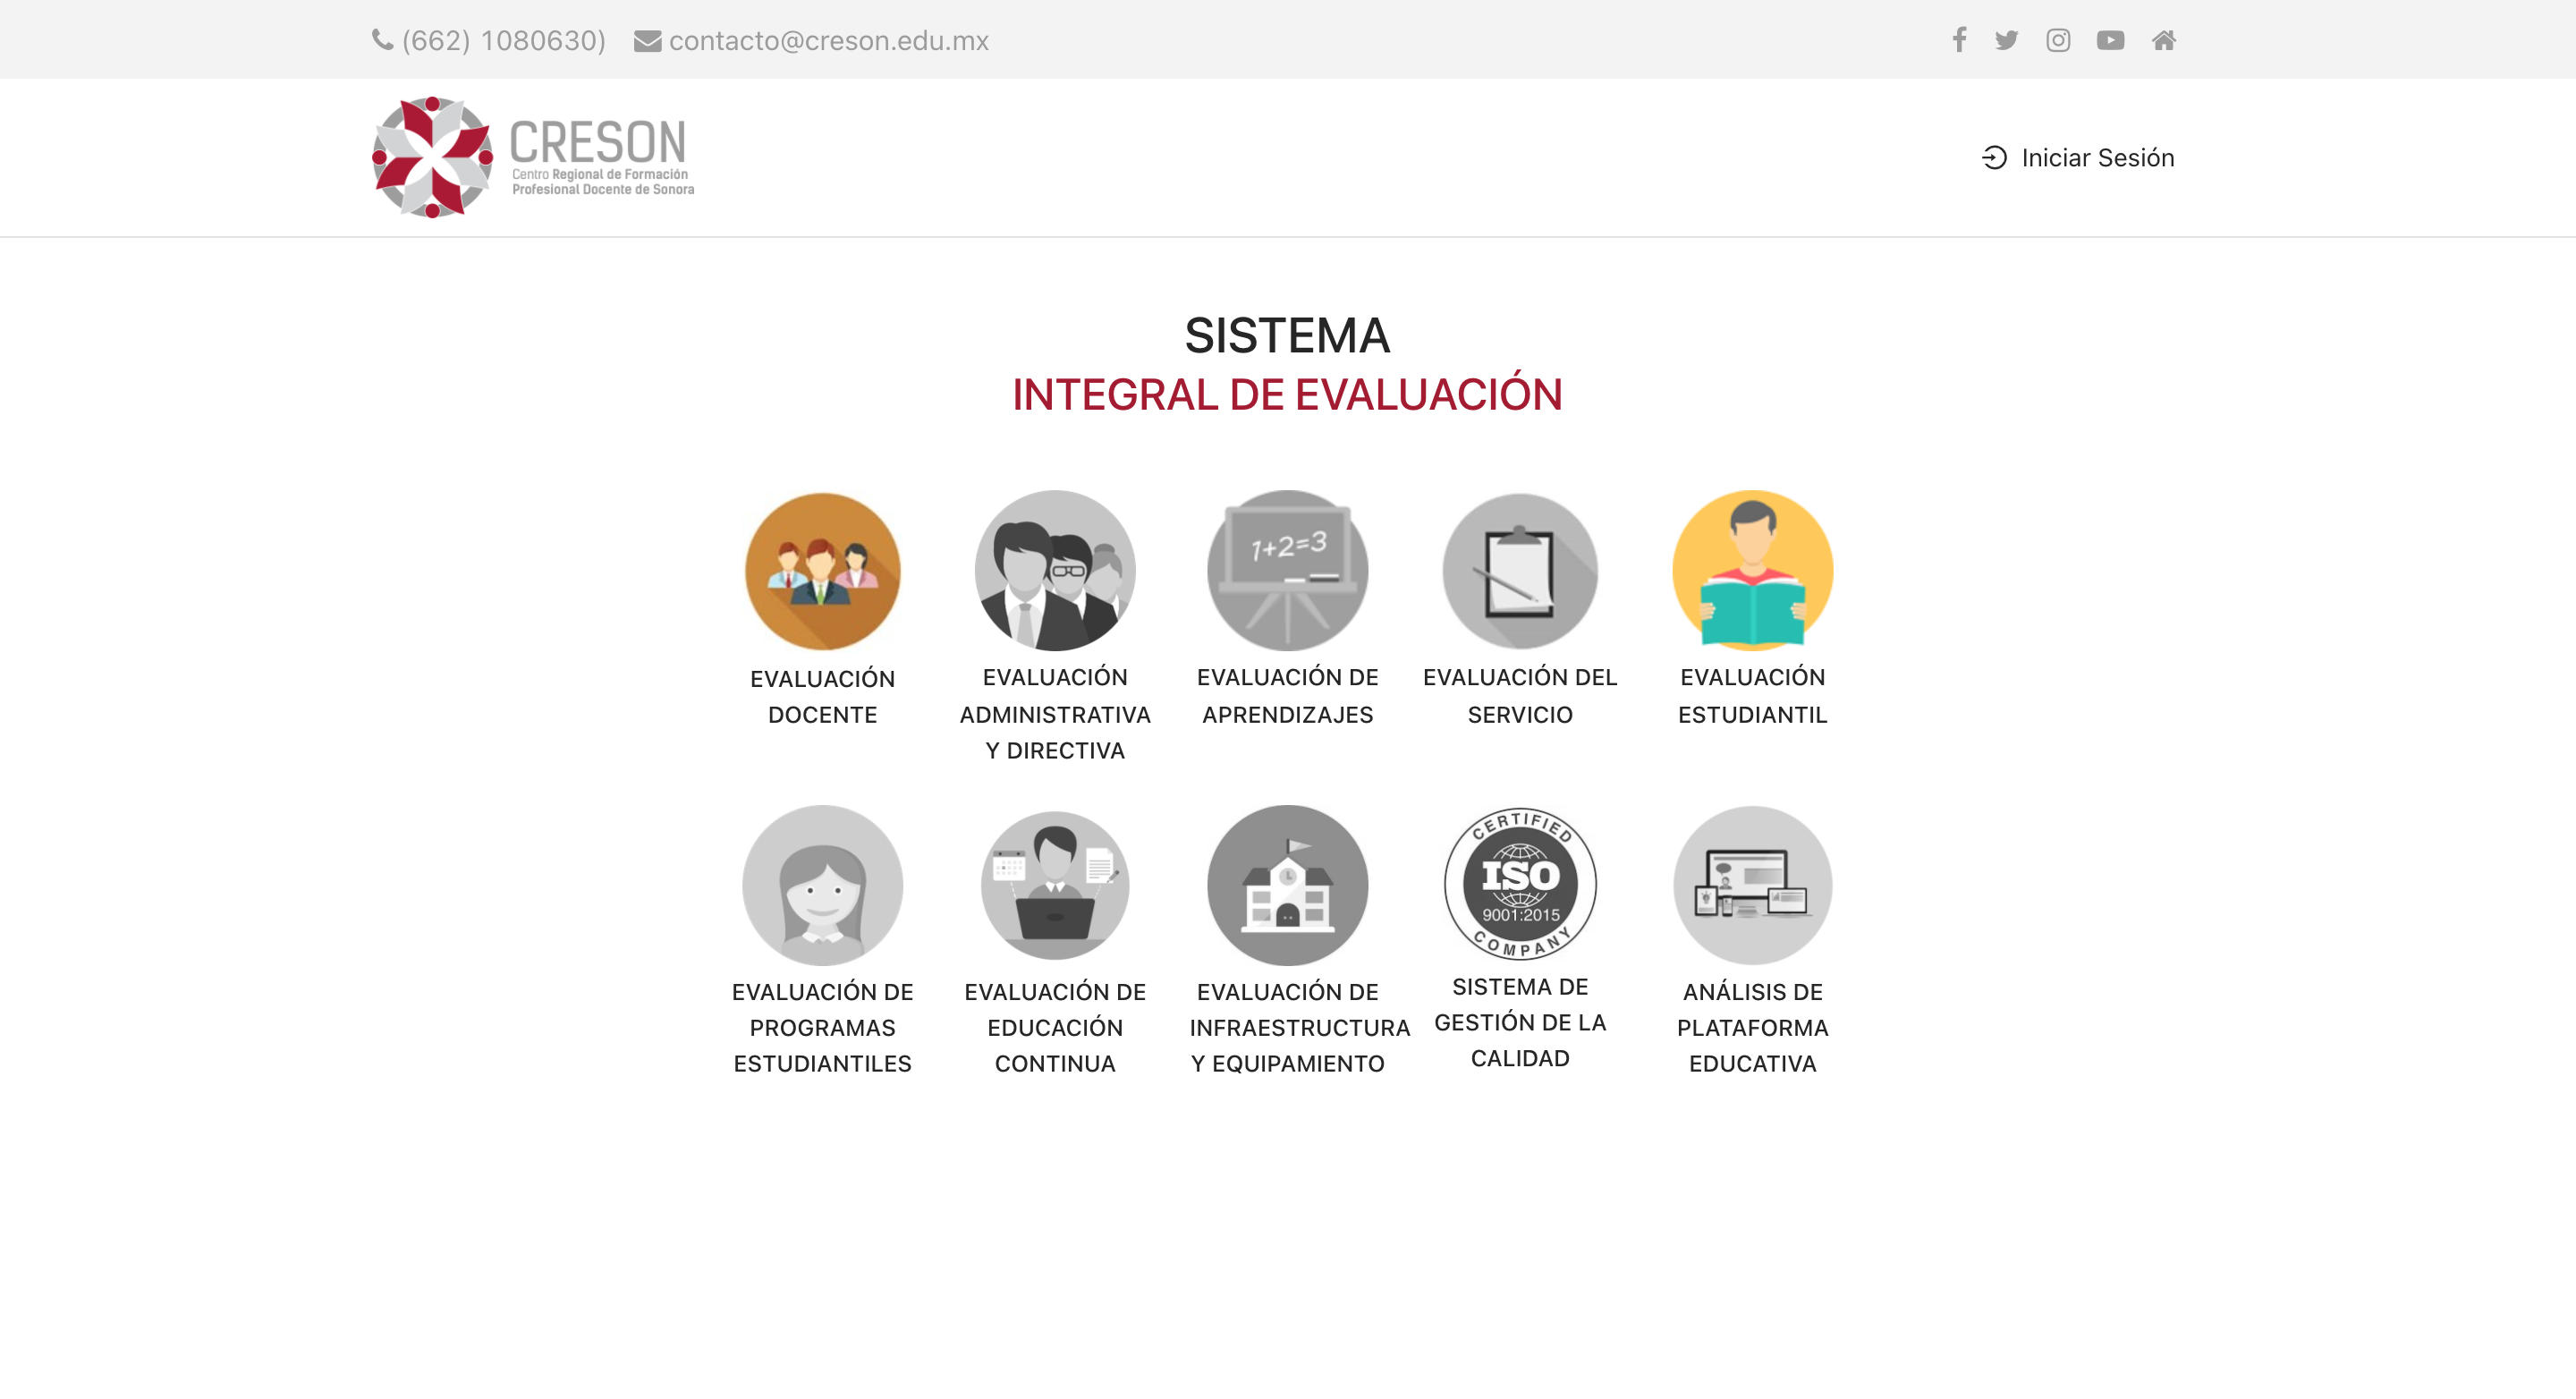 (662) 1080630) contacto@creson.edu.mx
CRESON
Centro Regional de Formación
Profesional Docente de Sonora
Iniciar Sesión
SISTEMA
INTEGRAL DE EVALUACIÓN
1+2=3
EVALUACIÓN
DOCENTE
EVALUACIÓN
ADMINISTRATIVA
Y DIRECTIVA
EVALUACIÓN DE
APRENDIZAJES
EVALUACIÓN DEL
SERVICIO
EVALUACIÓN
ESTUDIANTIL
EVALUACIÓN DE
PROGRAMAS
ESTUDIANTILES
EVALUACIÓN DE
EDUCACIÓN
CONTINUA
EVALUACIÓN DE
INFRAESTRUCTURA
Y EQUIPAMIENTO
CERTIFIED
ISO
9001:2015
COMPANY
SISTEMA DE
GESTIÓN DE LA
CALIDAD
ANÁLISIS DE
PLATAFORMA
EDUCATIVA